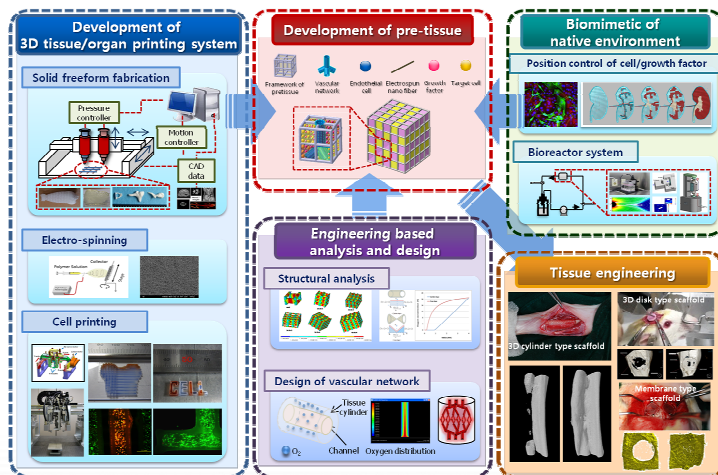 Development of
3D tissue/organ printing system
Solid freeform fabrication
Pressure
controller
Motion
controller
CAD
data
Electro-spinning
Polymer Solution
Collector
Cell printing
Development of pre-tissue
Framework of
pretissue
Vascular
network
Endothelial
cell
Electrospun
nano fiber
Growth
factor
Target cell
Engineering based
analysis and design
Structural analysis
Design of vascular network
Tissue
cylinder
Channel
O2
Oxygen distribution
Biomimetic of
native environment
Position control of cell/growth factor
Bioreactor system
Tissue engineering
3D cylinder type scaffold
3D disk type scaffold
Membrane type
scaffold